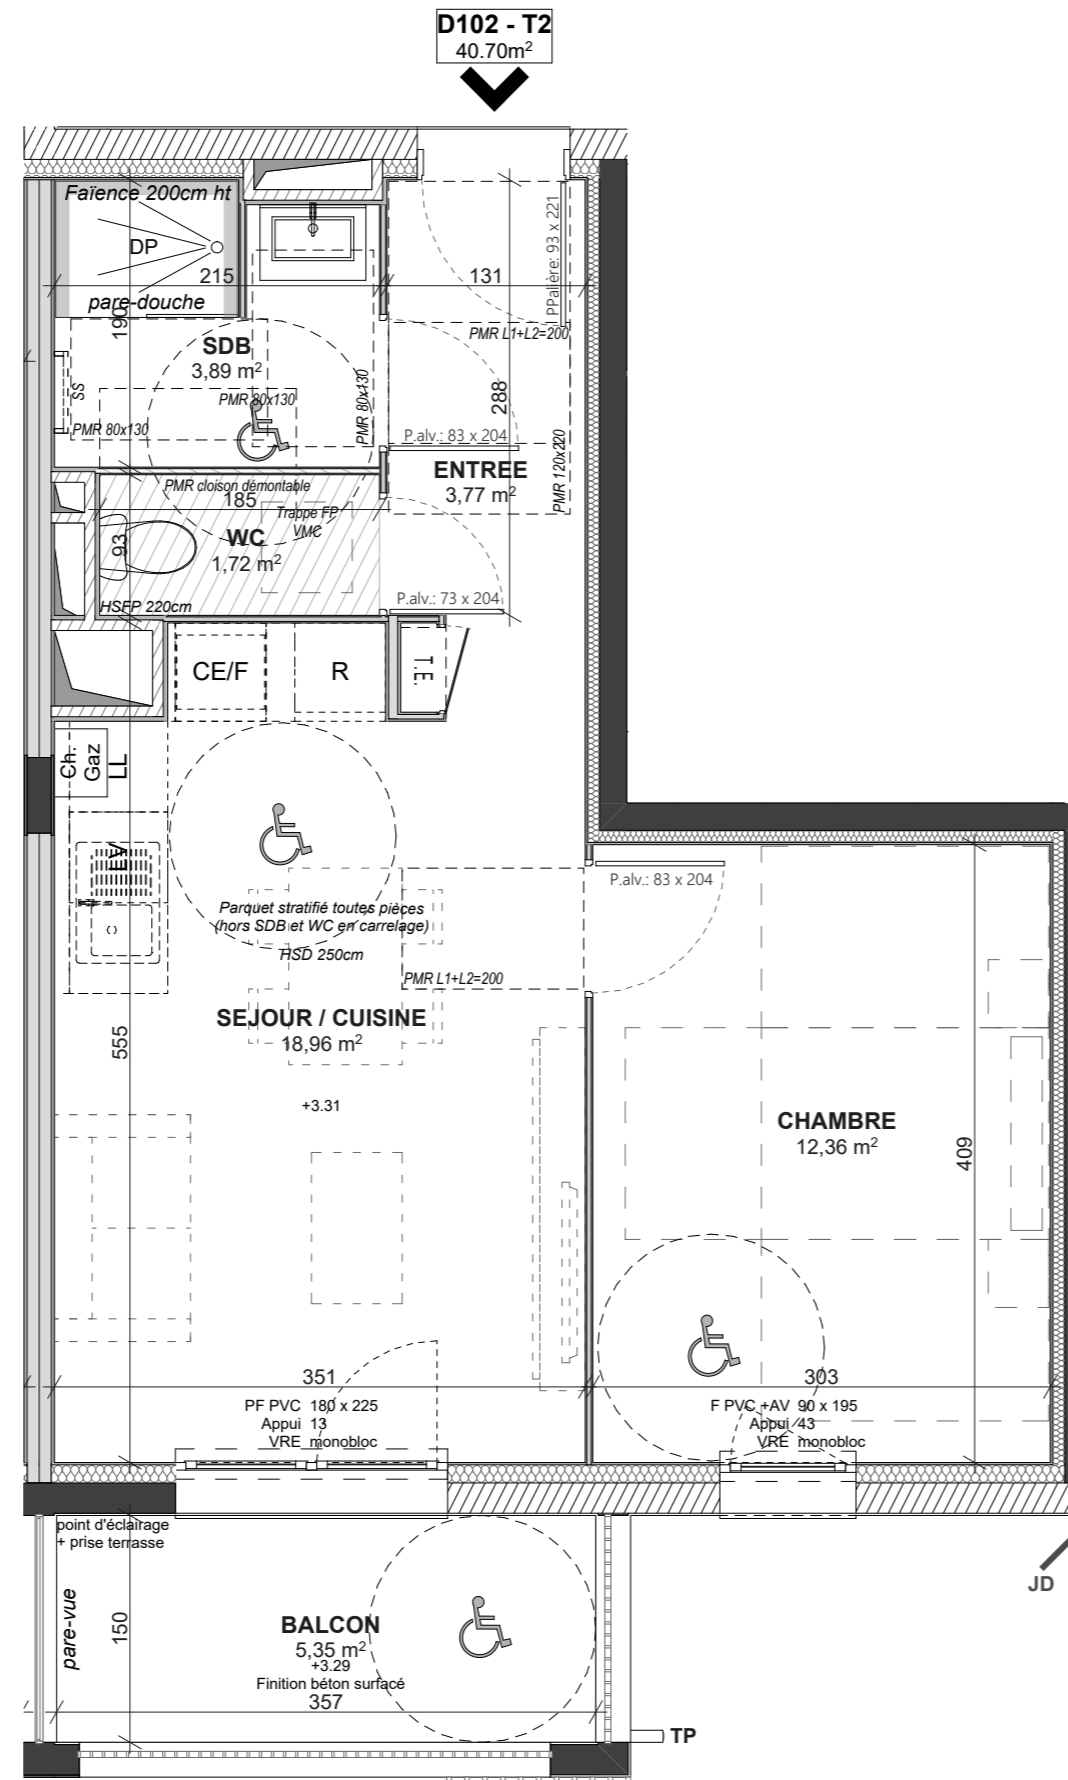 D102 - T2
40.70m²
Faïence 200cm ht
DP
pare-douche
215
131
190
PPalière: 93 x 221
PMR L1+L2=200
SDB
3,89 m²
SS
PMR 80x130
PMR 80x130
PMR 80x130
288
P.alv.: 83 x 204
ENTREE
3,77 m²
PMR 120x220
PMR cloison démontable
185
Trappe FP
VMC
WC
1,72 m²
93
HSFP 220cm
P.alv.: 73 x 204
CE/F
R
T.E.
Ch.
Gaz
LL
LV
P.alv.: 83 x 204
Parquet stratifié toutes pièces
(hors SDB et WC en carrelage)
HSD 250cm
PMR L1+L2=200
SEJOUR / CUISINE
18,96 m²
555
+3.31
CHAMBRE
12,36 m²
409
351
303
PF PVC 180 x 225
Appui 13
VRE monobloc
F PVC +AV 90 x 195
Appui 43
VRE monobloc
point d'éclairage
+ prise terrasse
pare-vue
150
BALCON
5,35 m²
+3.29
Finition béton surfacé
357
JD
TP